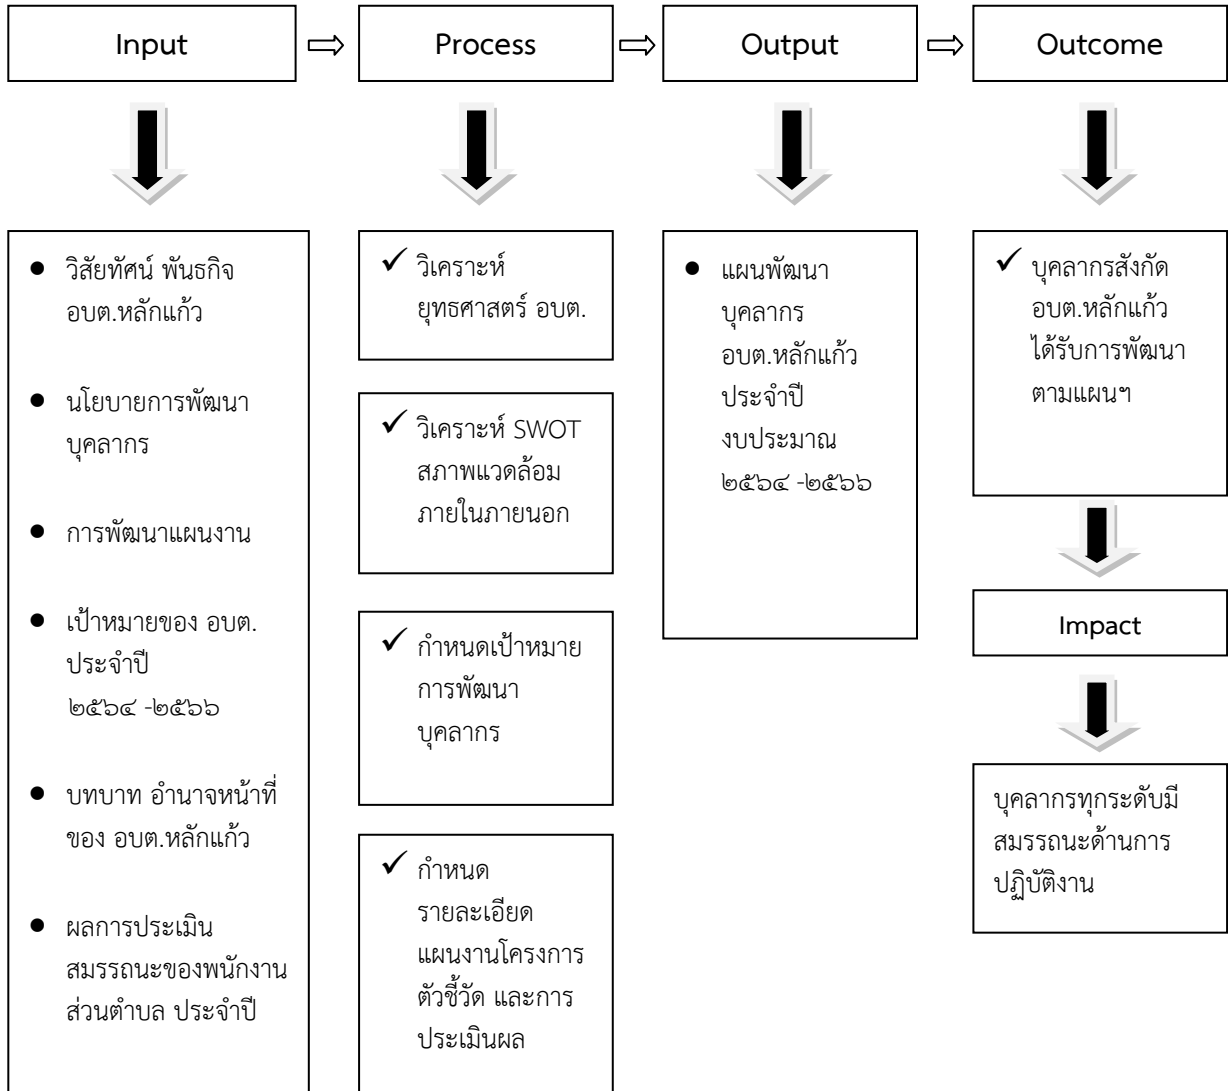 Input
Process
Output
Outcome
วิสัยทัศน์ พันธกิจ
อบต.หลักแก้ว
นโยบายการพัฒนา
บุคลากร
การพัฒนาแผนงาน
เป้าหมายของ อบต.
ประจำปี
๒๕๖๔ -๒๕๖๖
บทบาท อำนาจหน้าที่
ของ อบต.หลักแก้ว
ผลการประเมิน
สมรรถนะของพนักงาน
ส่วนตำบล ประจำปี
วิเคราะห์
ยุทธศาสตร์ อบต.
วิเคราะห์ SWOT
สภาพแวดล้อม
ภายในภายนอก
กำหนดเป้าหมาย
การพัฒนา
บุคลากร
กำหนด
รายละเอียด
แผนงานโครงการ
ตัวชี้วัด และการ
ประเมินผล
แผนพัฒนา
บุคลากร
อบต.หลักแก้ว
ประจำปี
งบประมาณ
๒๕๖๔ -๒๕๖๖
บุคลากรสังกัด
อบต.หลักแก้ว
ได้รับการพัฒนา
ตามแผนฯ
Impact
บุคลากรทุกระดับมี
สมรรถนะด้านการ
ปฏิบัติงาน